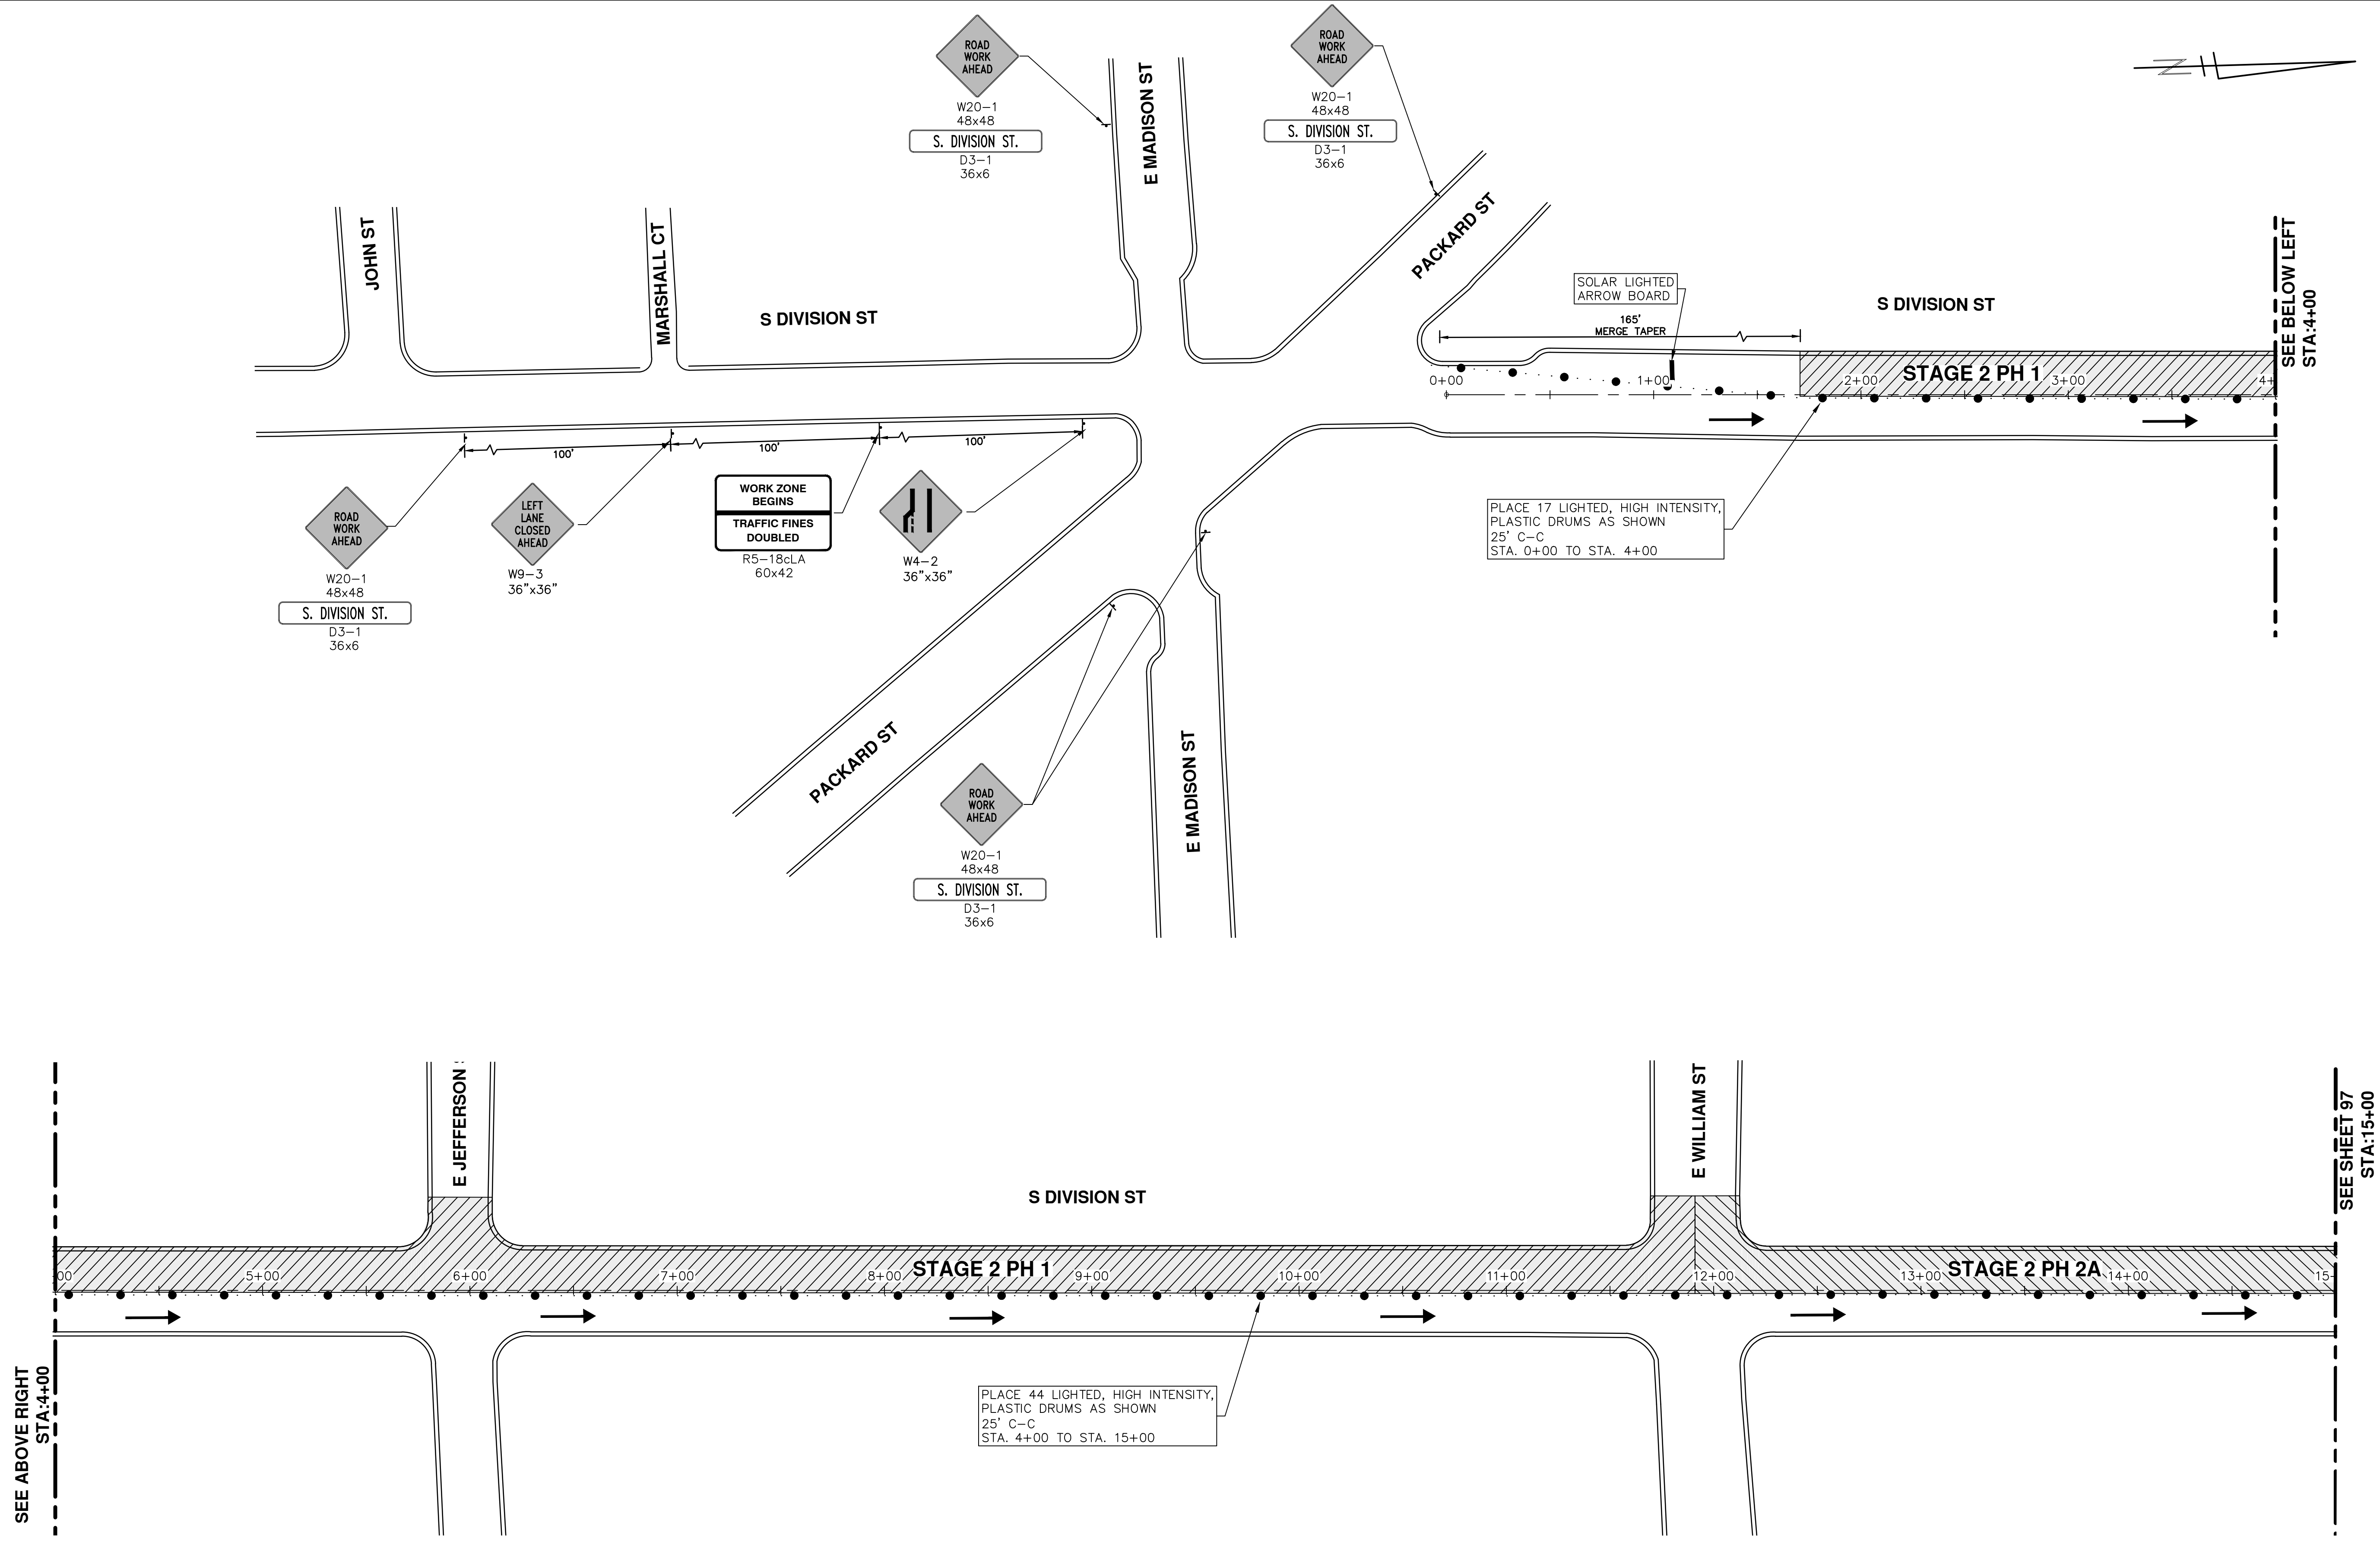 ROAD
WORK
AHEAD
W20-1
48x48
S. DIVISION ST.
D3-1
36x6
E MADISON ST
ROAD
WORK
AHEAD
W20-1
48x48
S. DIVISION ST.
D3-1
36x6
N
JOHN ST
MARSHALL CT
S DIVISION ST
PACKARD ST
SOLAR LIGHTED
ARROW BOARD
165'
MERGE TAPER
S DIVISION ST
SEE BELOW LEFT
STA:4+00
0+00
1+00
2+00
STAGE 2 PH 1
3+00
4+
100'
100'
100'
ROAD
WORK
AHEAD
W20-1
48x48
S. DIVISION ST.
D3-1
36x6
LEFT
LANE
CLOSED
AHEAD
W9-3
36"x36"
WORK ZONE
BEGINS
TRAFFIC FINES
DOUBLED
R5-18cLA
60x42
W4-2
36"x36"
PLACE 17 LIGHTED, HIGH INTENSITY,
PLASTIC DRUMS AS SHOWN
25' C-C
STA. 0+00 TO STA. 4+00
PACKARD ST
E MADISON ST
ROAD
WORK
AHEAD
W20-1
48x48
S. DIVISION ST.
D3-1
36x6
E JEFFERSON
S DIVISION ST
E WILLIAM ST
SEE SHEET 97
STA:15+00
00
5+00
6+00
7+00
8+00
STAGE 2 PH 1
9+00
10+00
11+00
12+00
13+00
STAGE 2 PH 2A
14+00
15-
SEE ABOVE RIGHT
STA:4+00
PLACE 44 LIGHTED, HIGH INTENSITY,
PLASTIC DRUMS AS SHOWN
25' C-C
STA. 4+00 TO STA. 15+00